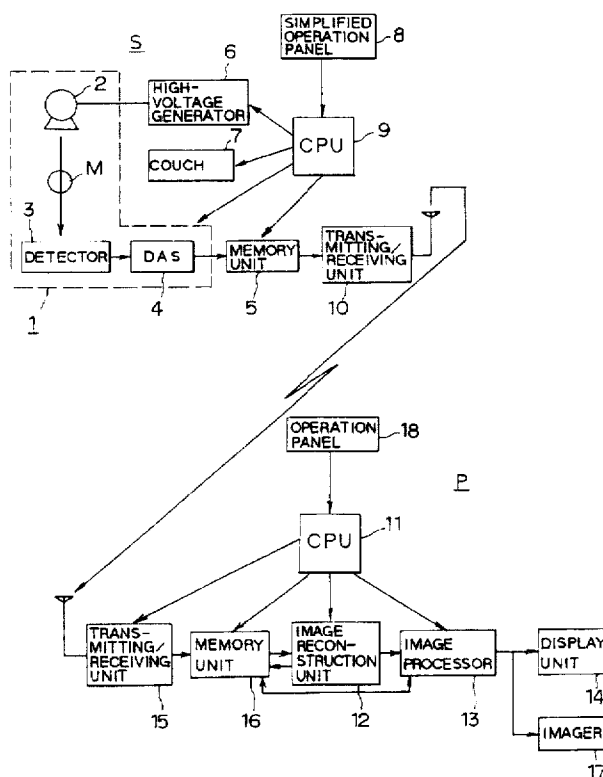 SIMPLIFIED
OPERATION
PANEL
8
S
6
2
HIGH-
VOLTAGE
GENERATOR
7
COUCH
CPU
9
M
3
DETECTOR
DAS
MEMORY
UNIT
TRANS-
MITTING/
RECEIVING
UNIT
1
4
5
10
OPERATION
PANEL
18
P
CPU
11
TRANS-
MITTING/
RECEIVING
UNIT
MEMORY
UNIT
IMAGE
RECON-
STRUCTION
UNIT
IMAGE
PROCESSOR
DISPLAY
UNIT
14
15
16
12
13
IMAGER
17